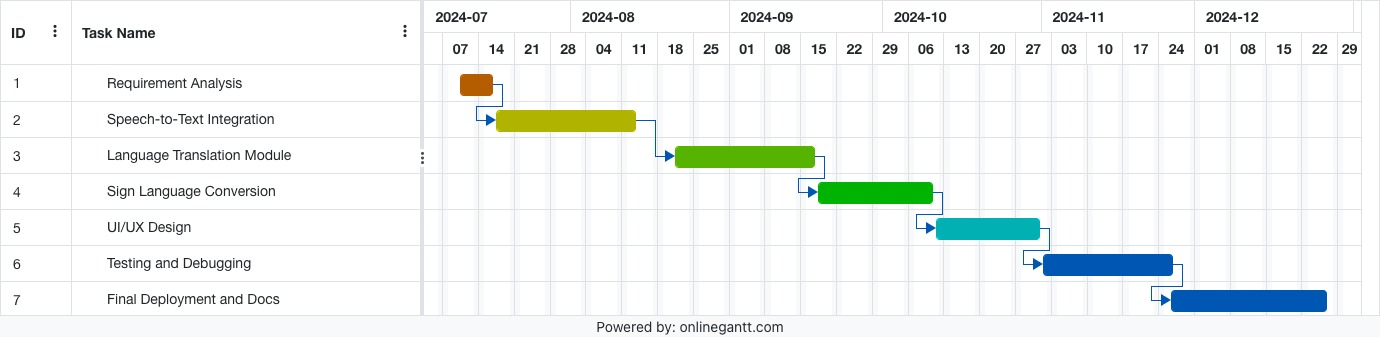 2024-07 2024-08 2024-09 2024-10 2024-11 2024-12
ID Task Name
07 14 21 28 04 11 18 25 01 08 15 22 29 06 13 20 27 03 10 17 24 01 08 15 22 29
1 Requirement Analysis
2 Speech-to-Text Integration
3 Language Translation Module
4 Sign Language Conversion
5 UI/UX Design
6 Testing and Debugging
7 Final Deployment and Docs
Powered by: onlinegantt.com